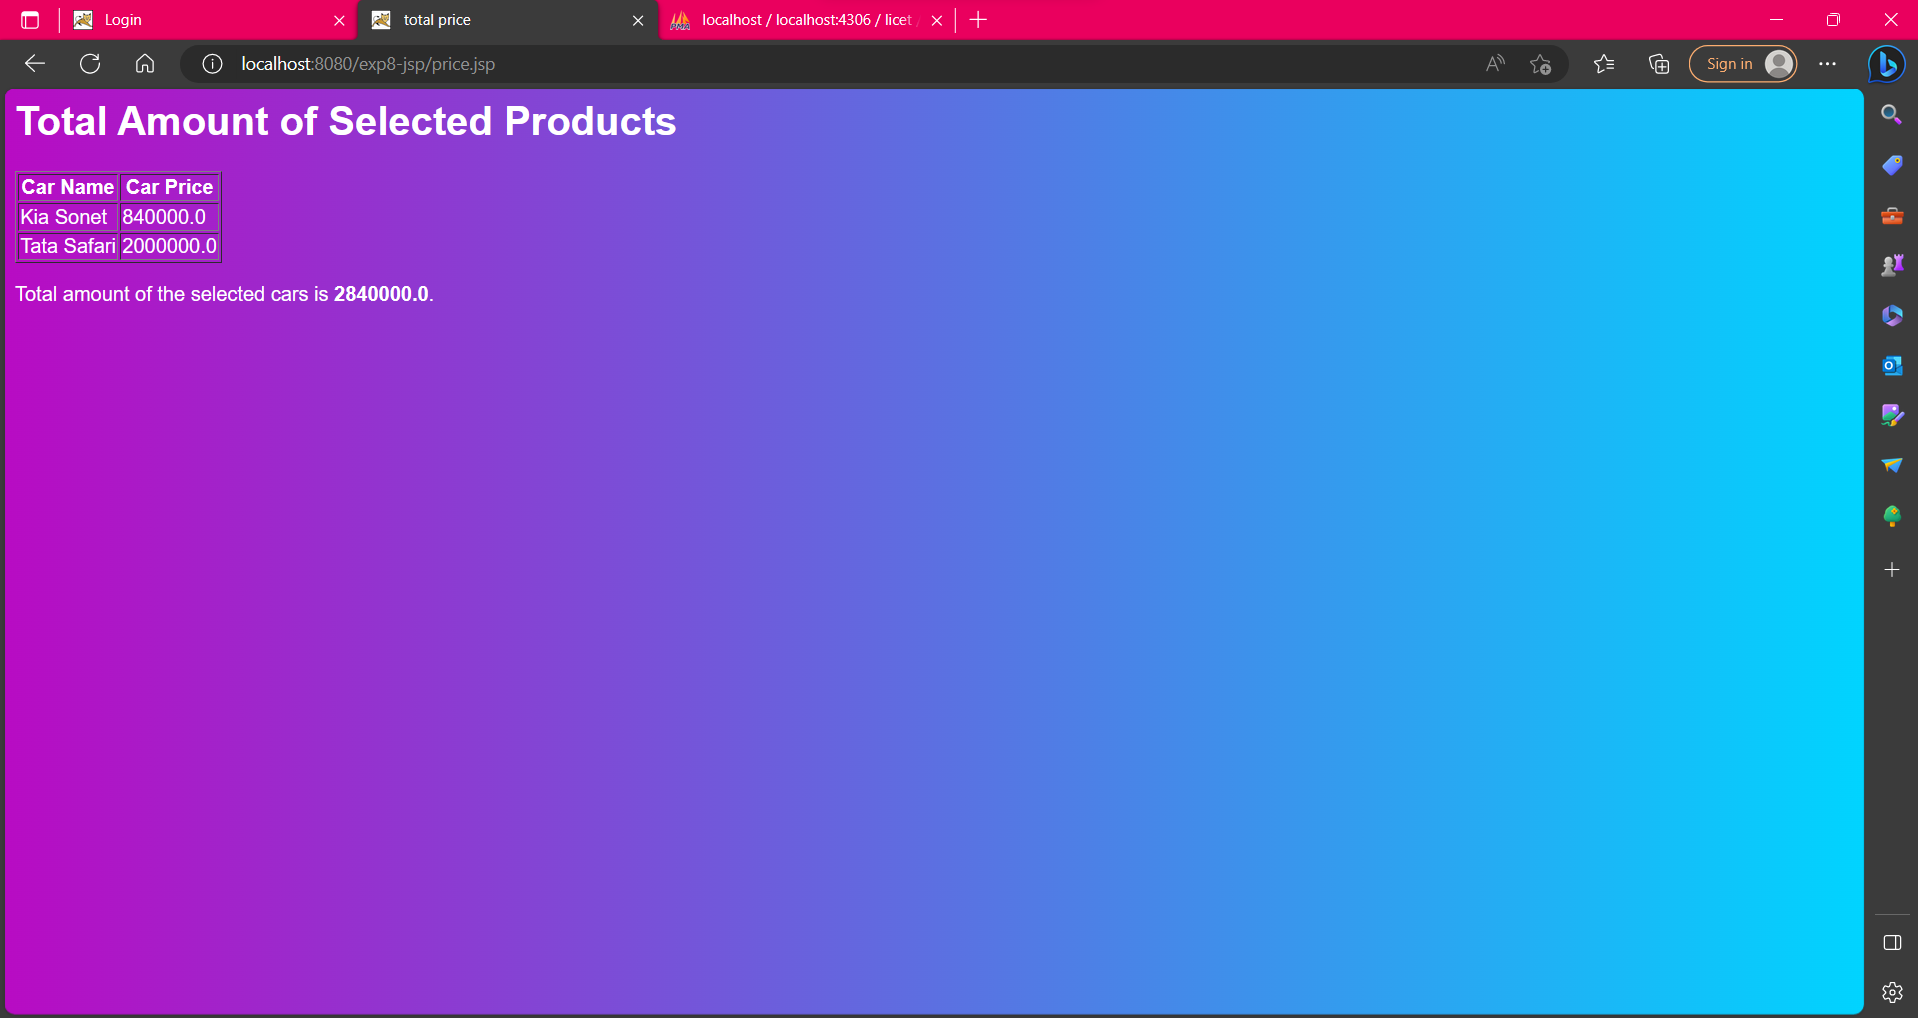 Login
total price
localhost / localhost:4306 / licet
localhost:8080/exp8-jsp/price.jsp
Sign in
Total Amount of Selected Products
Car Name Car Price
Kia Sonet 840000.0
Tata Safari 2000000.0
Total amount of the selected cars is 2840000.0.